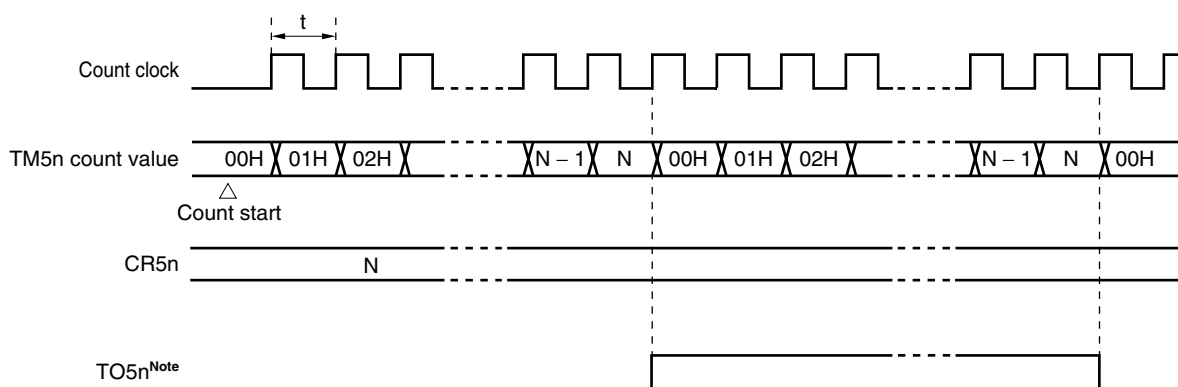 t
Count clock
TM5n count value 00H 01H 02H N − 1 N 00H 01H 02H N − 1 N 00H
Count start
CR5n N
TO5nNote